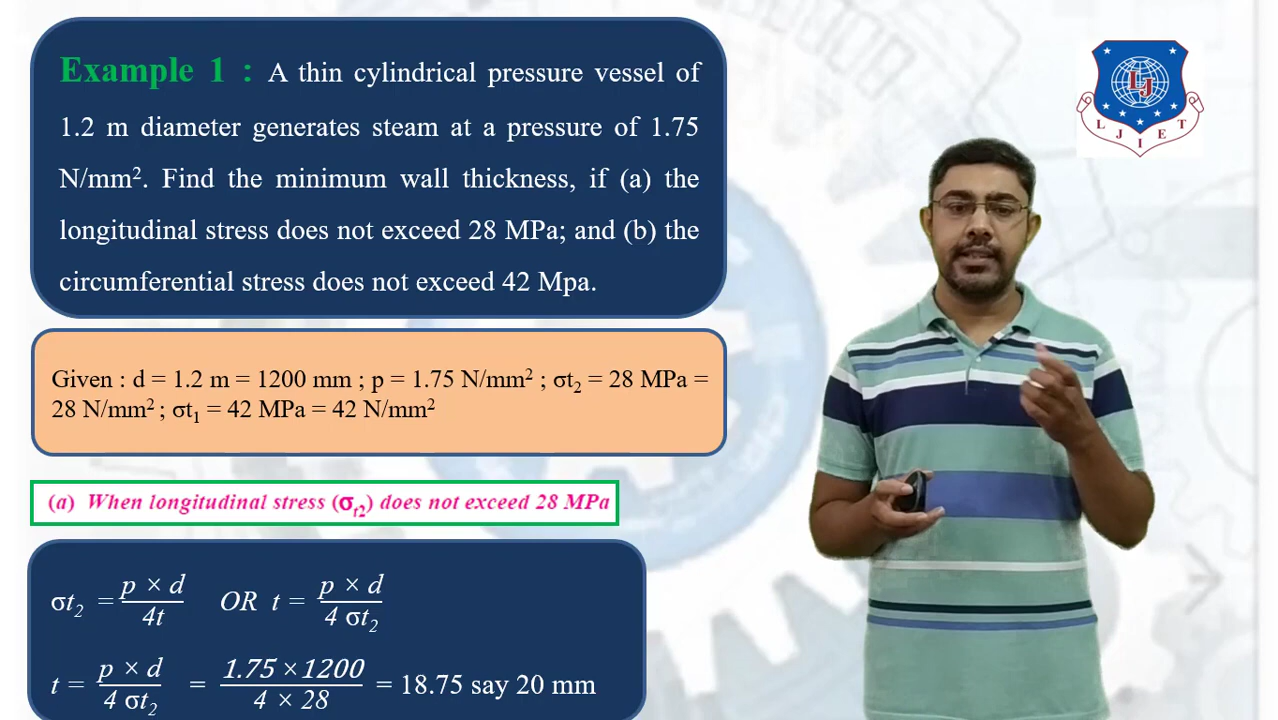 Example 1 : A thin cylindrical pressure vessel of
1.2 m diameter generates steam at a pressure of 1.75
N/mm². Find the minimum wall thickness, if (a) the
longitudinal stress does not exceed 28 MPa; and (b) the
circumferential stress does not exceed 42 Mpa.
Given : d = 1.2 m = 1200 mm ; p = 1.75 N/mm² ; σt₂ = 28 MPa =
28 N/mm² ; σt₁ = 42 MPa = 42 N/mm²
(a) When longitudinal stress (σₜ₂) does not exceed 28 MPa
σt₂ = p × d / 4t OR t = p × d / 4 σt₂
t = p × d / 4 σt₂ = 1.75 × 1200 / 4 × 28 = 18.75 say 20 mm
LJ
L J I E T